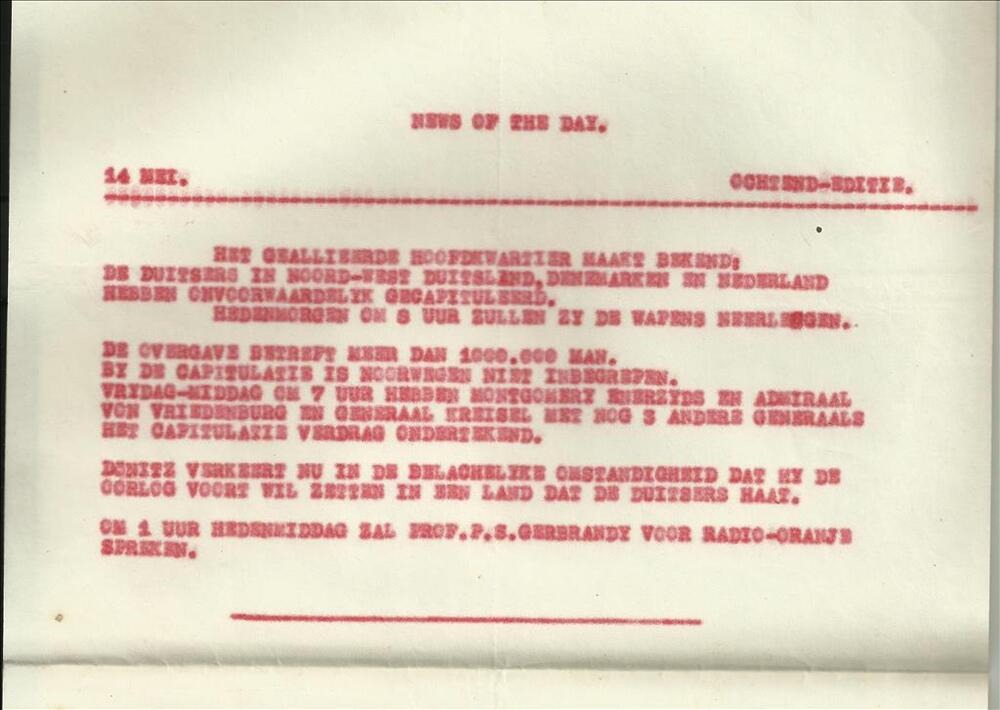 NEWS OF THE DAY.
14 MEI. OCHTEND-EDITIE.
HET GEALLIEERDE HOOFDKWARTIER MAAKT BEKEND:
DE DUITSERS IN NOORD-WEST DUITSLAND,DENEMARKEN EN NEDERLAND
HEBBEN ONVOORWAARDELYK GECAPITULEERD.
HEDENMORGEN OM 8 UUR ZULLEN ZY DE WAPENS NEERLEGGEN.
DE OVERGAVE BETREFT MEER DAN 1000.000 MAN.
BY DE CAPITULATIE IS NOORWEGEN NIET INBEGREPEN.
VRYDAG-MIDDAG OM 7 UUR HEBBEN MONTGOMERY ENERZYDS EN ADMIRAAL
VON VRIEDENBURG EN GENERAAL KREISEL MET NOG 3 ANDERE GENERAALS
HET CAPITULATIE VERDRAG ONDERTEKEND.
DÖNITZ VERKEERT NU IN DE BELACHELYKE OMSTANDIGHEID DAT HY DE
OORLOG VOORT WIL ZETTEN IN EEN LAND DAT DE DUITSERS HAAT.
OM 1 UUR HEDENMIDDAG ZAL PROF.P.S.GERBRANDY VOOR RADIO-ORANJE
SPREKEN.